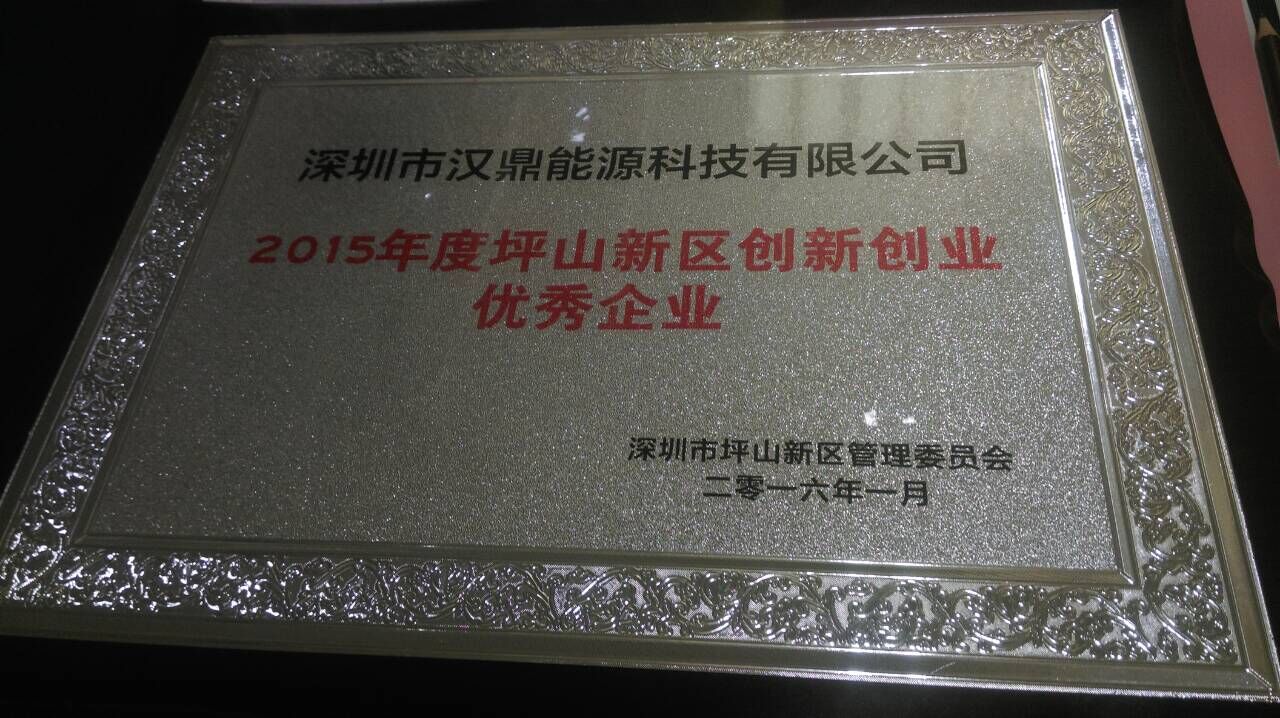 深圳市汉鼎能源科技有限公司
2015年度坪山新区创新创业
优秀企业
深圳市坪山新区管理委员会
二零一六年一月